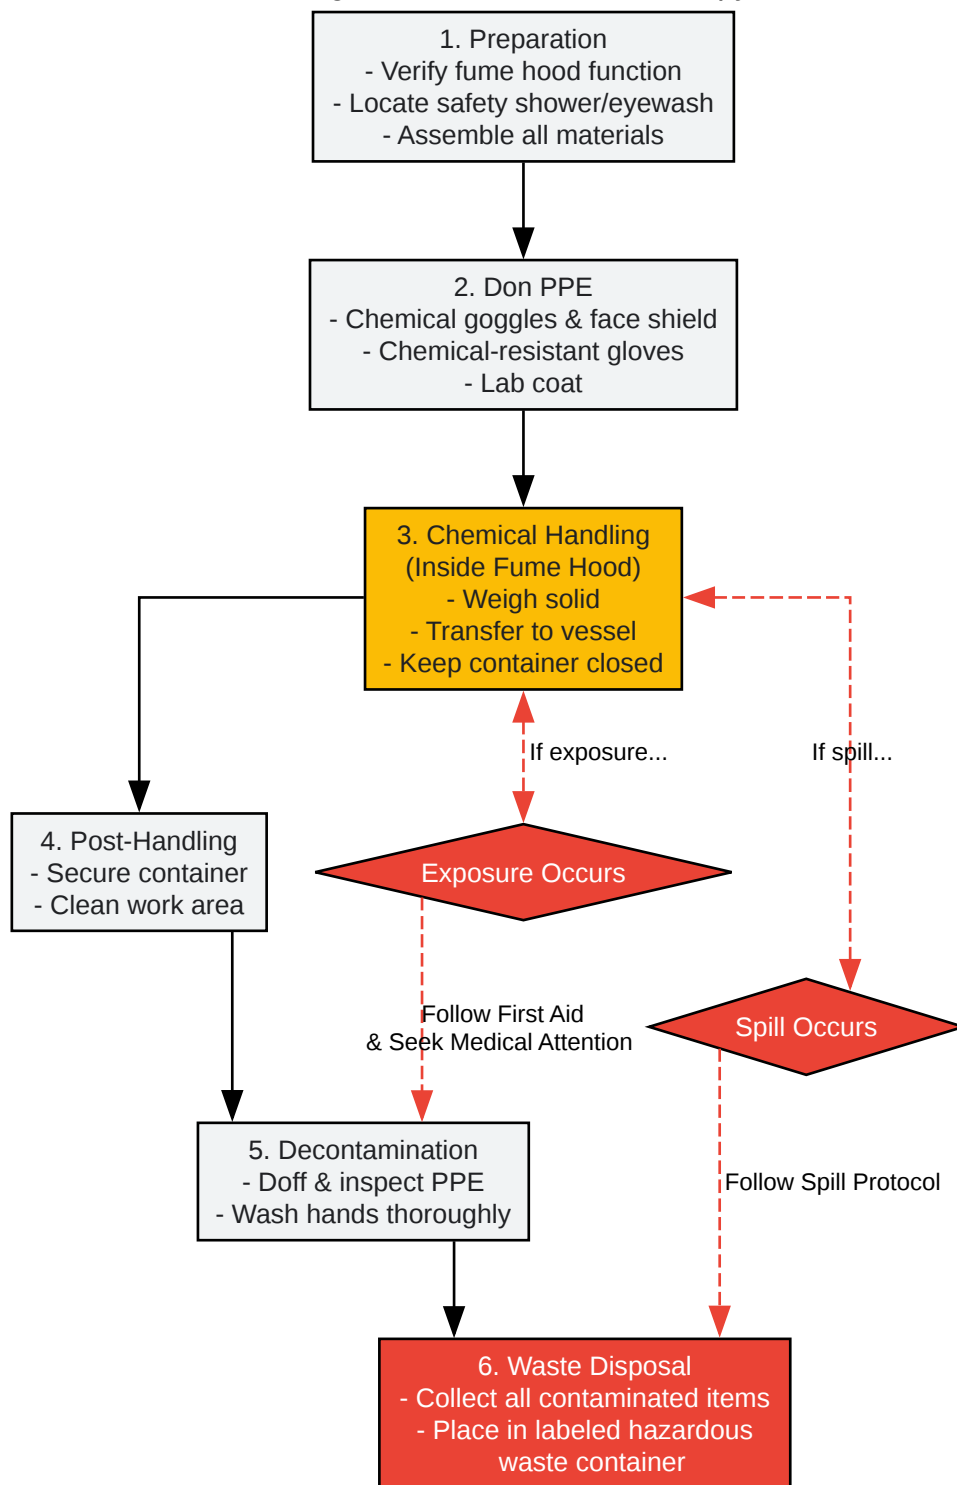 1. Preparation
- Verify fume hood function
- Locate safety shower/eyewash
- Assemble all materials
2. Don PPE
- Chemical goggles & face shield
- Chemical-resistant gloves
- Lab coat
3. Chemical Handling
(Inside Fume Hood)
- Weigh solid
- Transfer to vessel
- Keep container closed
If exposure...
If spill...
4. Post-Handling
- Secure container
- Clean work area
Exposure Occurs
Follow First Aid
& Seek Medical Attention
Spill Occurs
5. Decontamination
- Doff & inspect PPE
- Wash hands thoroughly
Follow Spill Protocol
6. Waste Disposal
- Collect all contaminated items
- Place in labeled hazardous
waste container